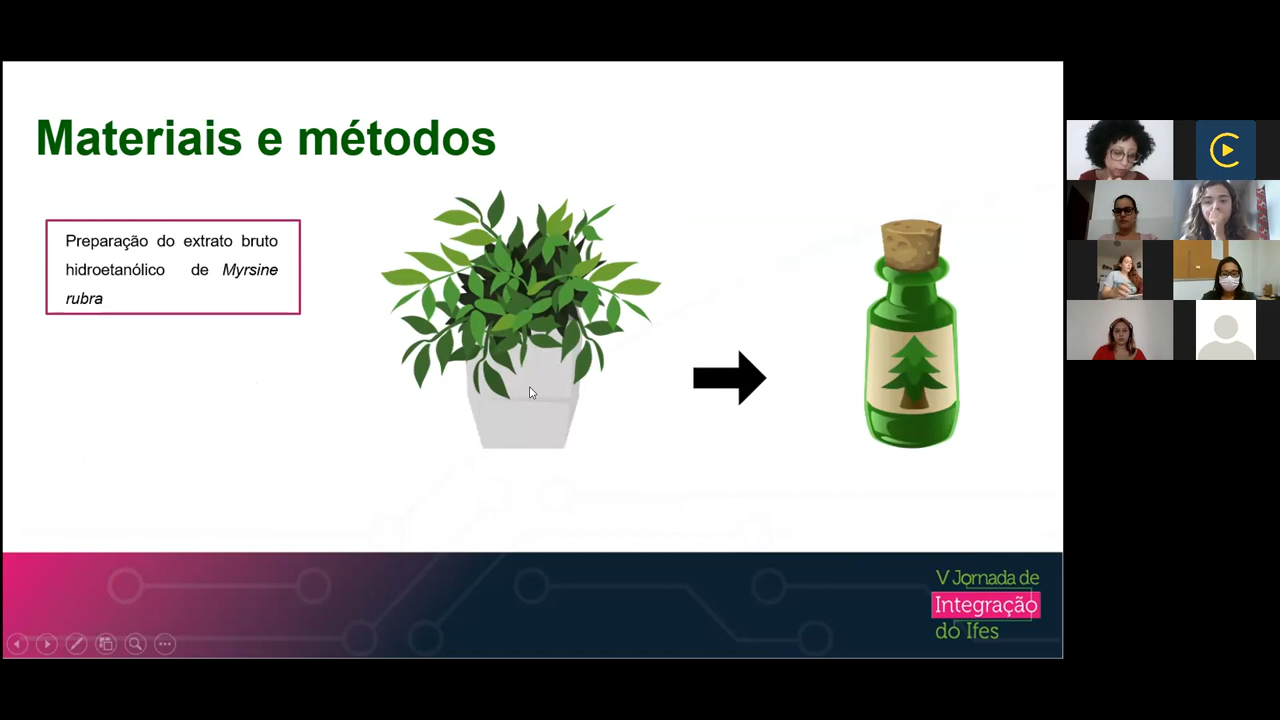 Materiais e métodos
Preparação do extrato bruto
hidroetanólico de Myrsine
rubra
V Jornada de
Integração
do Ifes